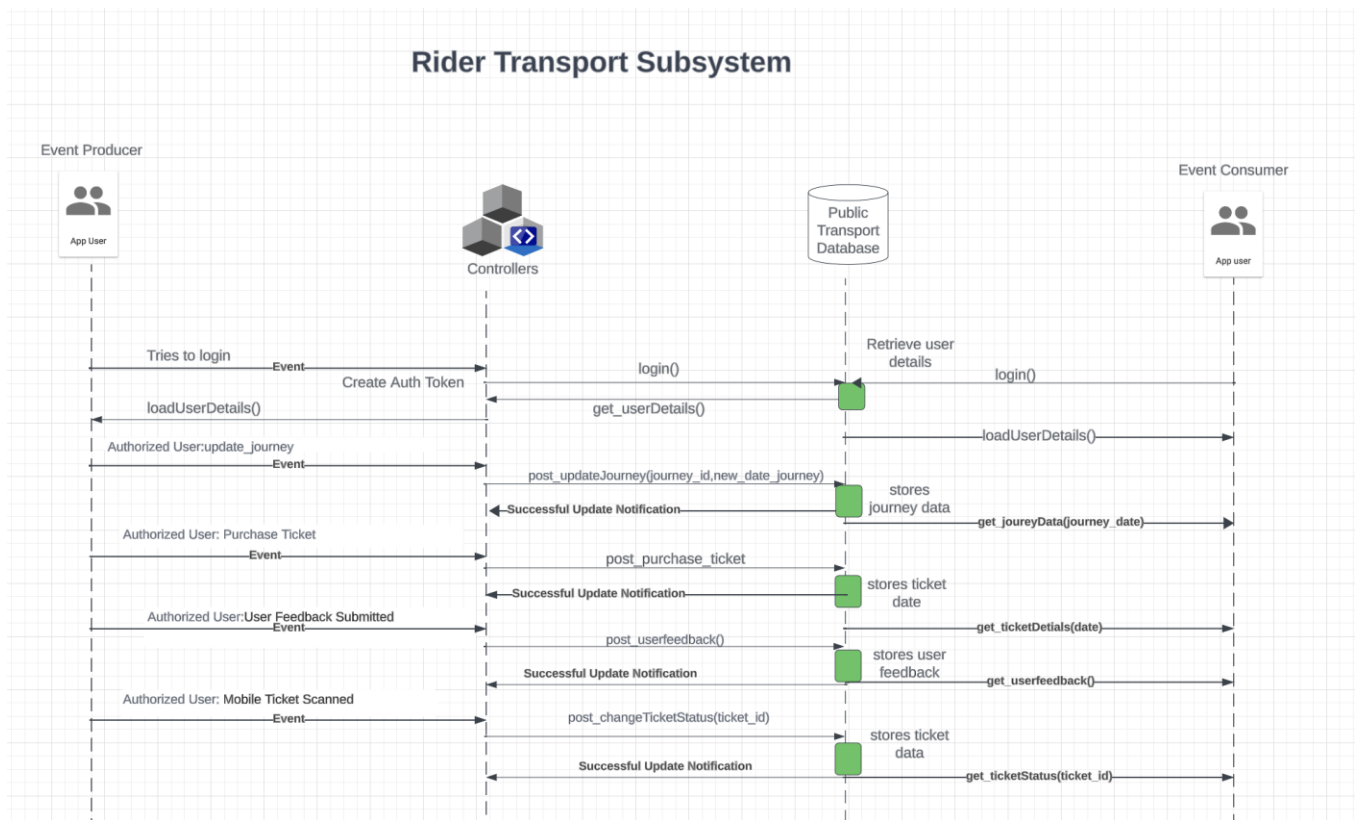 Rider Transport Subsystem
Event Producer
App User
Controllers
Public
Transport
Database
Event Consumer
App user
Tries to login
Event
Create Auth Token
login()
Retrieve user
details
login()
loadUserDetails()
get_userDetails()
loadUserDetails()
Authorized User:update_journey
Event
post_updateJourney(journey_id,new_date_journey)
stores
journey data
Successful Update Notification
get_joureyData(journey_date)
Authorized User: Purchase Ticket
Event
post_purchase_ticket
stores ticket
date
Successful Update Notification
Authorized User:User Feedback Submitted
Event
get_ticketDetials(date)
post_userfeedback()
stores user
feedback
Successful Update Notification
get_userfeedback()
Authorized User: Mobile Ticket Scanned
Event
post_changeTicketStatus(ticket_id)
stores ticket
data
Successful Update Notification
get_ticketStatus(ticket_id)